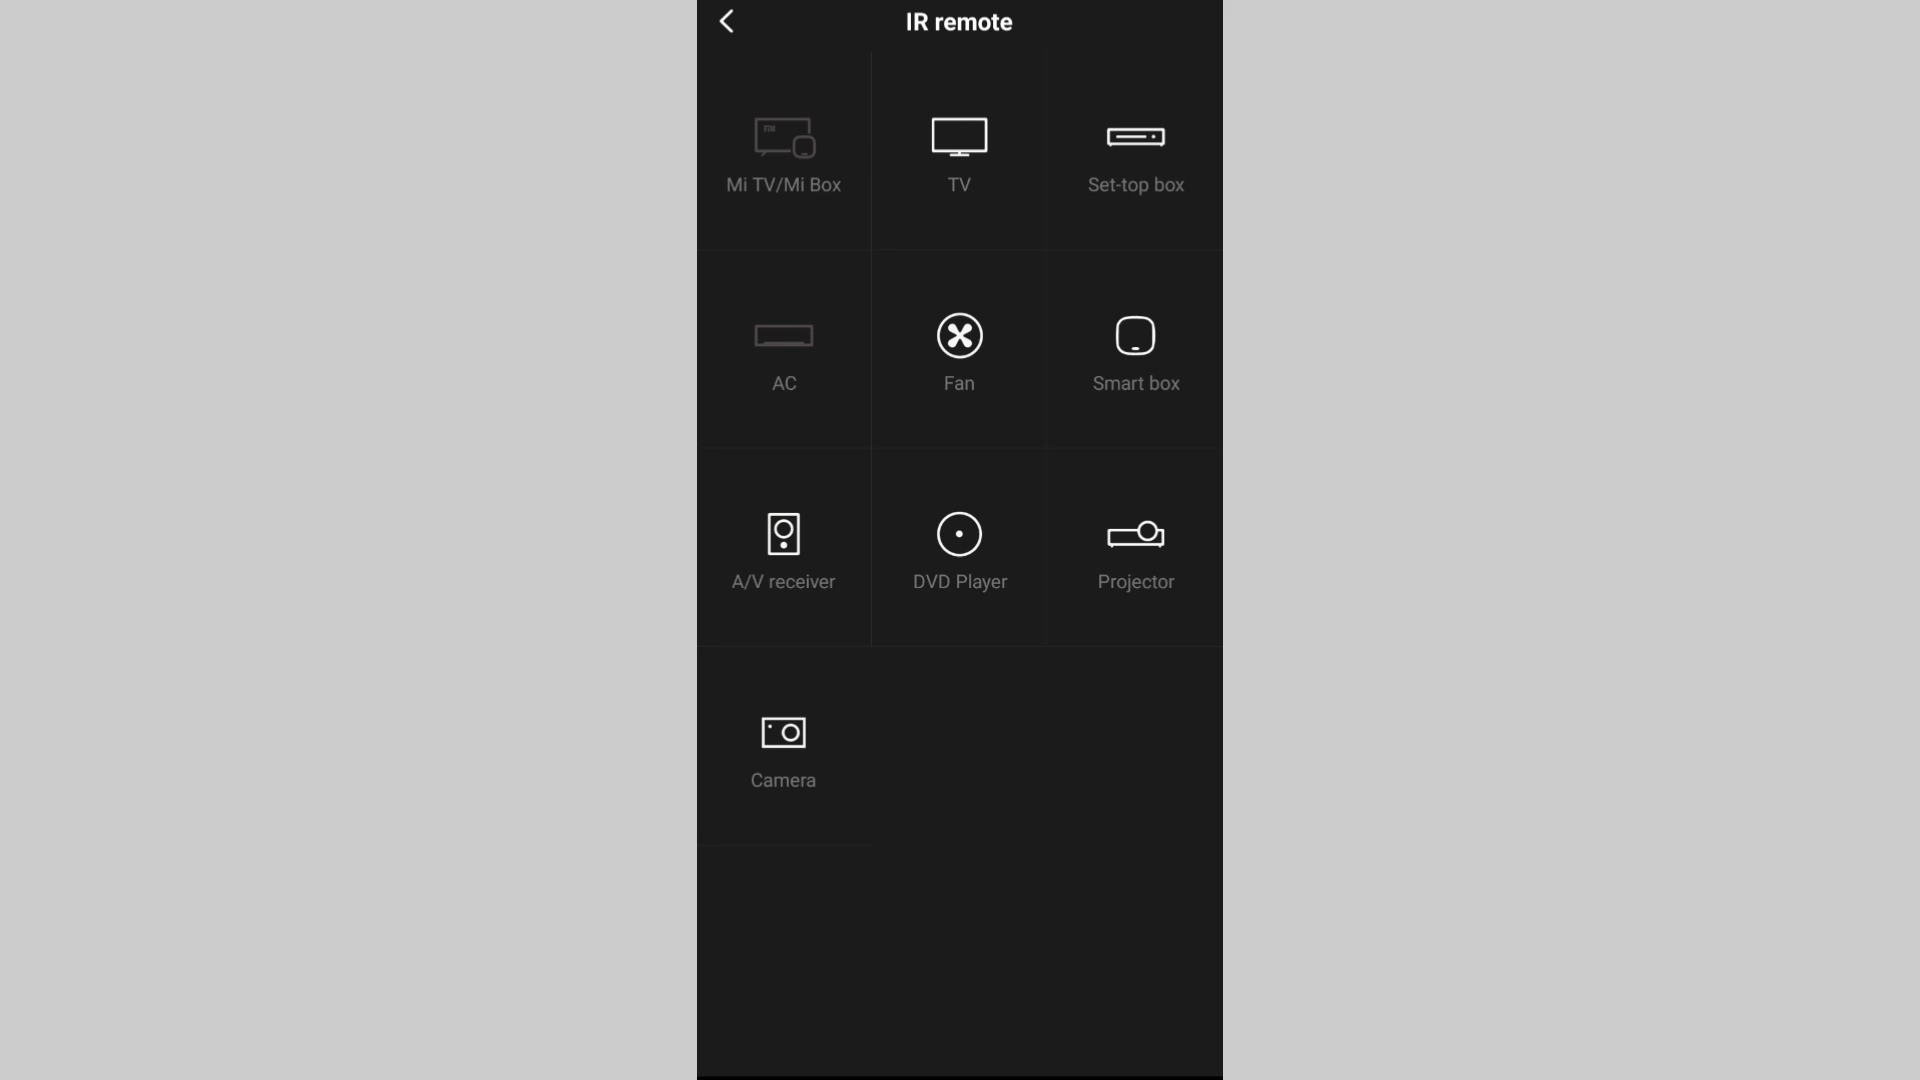 IR remote
mi
Mi TV/Mi Box
TV
Set-top box
AC
Fan
Smart box
A/V receiver
DVD Player
Projector
Camera